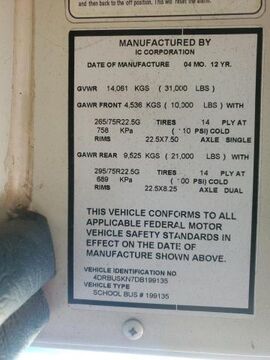 and then back to the off position. This will reset the alarm.
MANUFACTURED BY
IC CORPORATION
DATE OF MANUFACTURE 04 MO. 12 YR.
GVWR 14,061 KGS ( 31,000 LBS )
GAWR FRONT 4,536 KGS ( 10,000 LBS ) WITH
265/75R22.5G TIRES 14 PLY AT
758 KPa ( 10 PSI) COLD
RIMS 22.5X7.50 AXLE SINGLE
GAWR REAR 9,525 KGS ( 21,000 LBS ) WITH
295/75R22.5G TIRES 14 PLY AT
689 KPa ( 00 PSI) COLD
RIMS 22.5X8.25 AXLE DUAL
THIS VEHICLE CONFORMS TO ALL
APPLICABLE FEDERAL MOTOR
VEHICLE SAFETY STANDARDS IN
EFFECT ON THE DATE OF
MANUFACTURE SHOWN ABOVE.
VEHICLE IDENTIFICATION NO.
4DRBUSKN7DB199135
VEHICLE TYPE
SCHOOL BUS # 199135